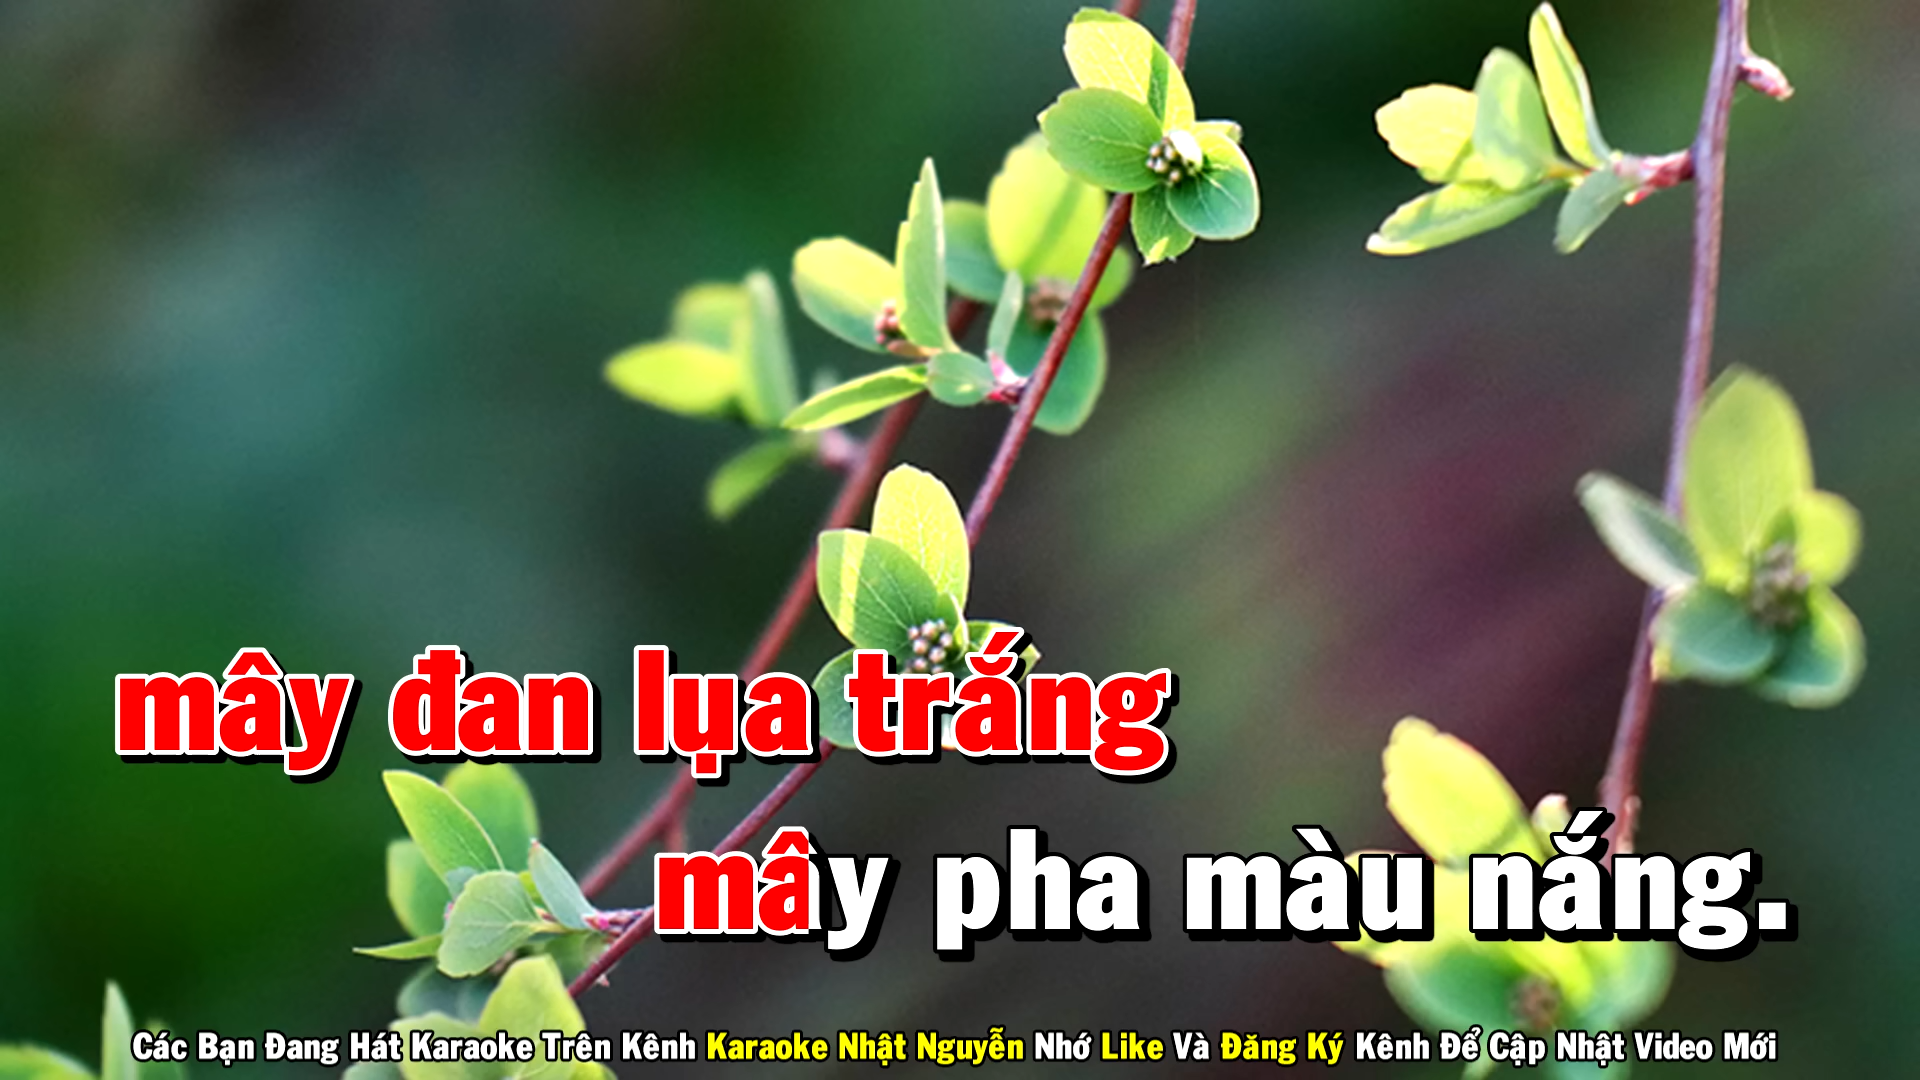 mây đan lụa trắng
mây pha màu nắng.
Các Bạn Đang Hát Karaoke Trên Kênh Karaoke Nhật Nguyễn Nhớ Like Và Đăng Ký Kênh Để Cập Nhật Video Mới